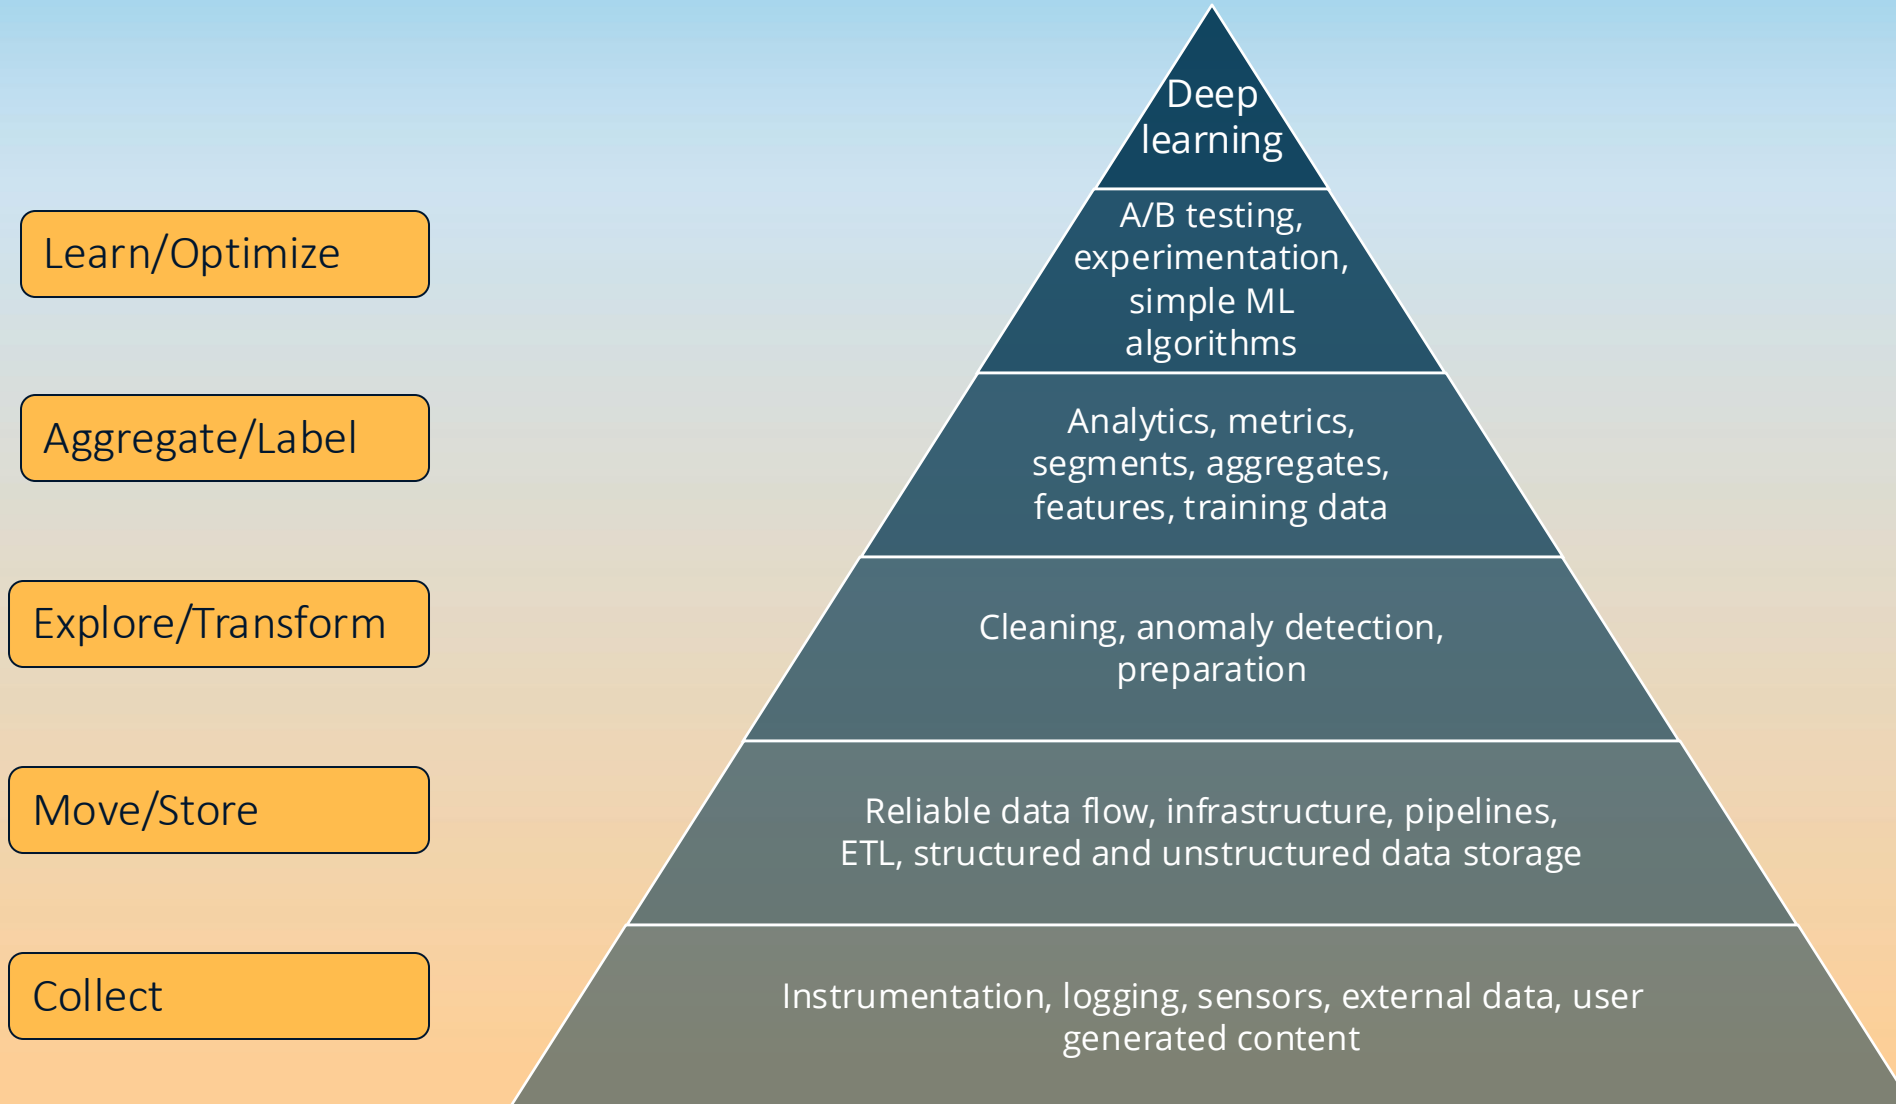 Deep
learning
Learn/Optimize
A/B testing,
experimentation,
simple ML
algorithms
Aggregate/Label
Analytics, metrics,
segments, aggregates,
features, training data
Explore/Transform
Cleaning, anomaly detection,
preparation
Move/Store
Reliable data flow, infrastructure, pipelines,
ETL, structured and unstructured data storage
Collect
Instrumentation, logging, sensors, external data, user
generated content